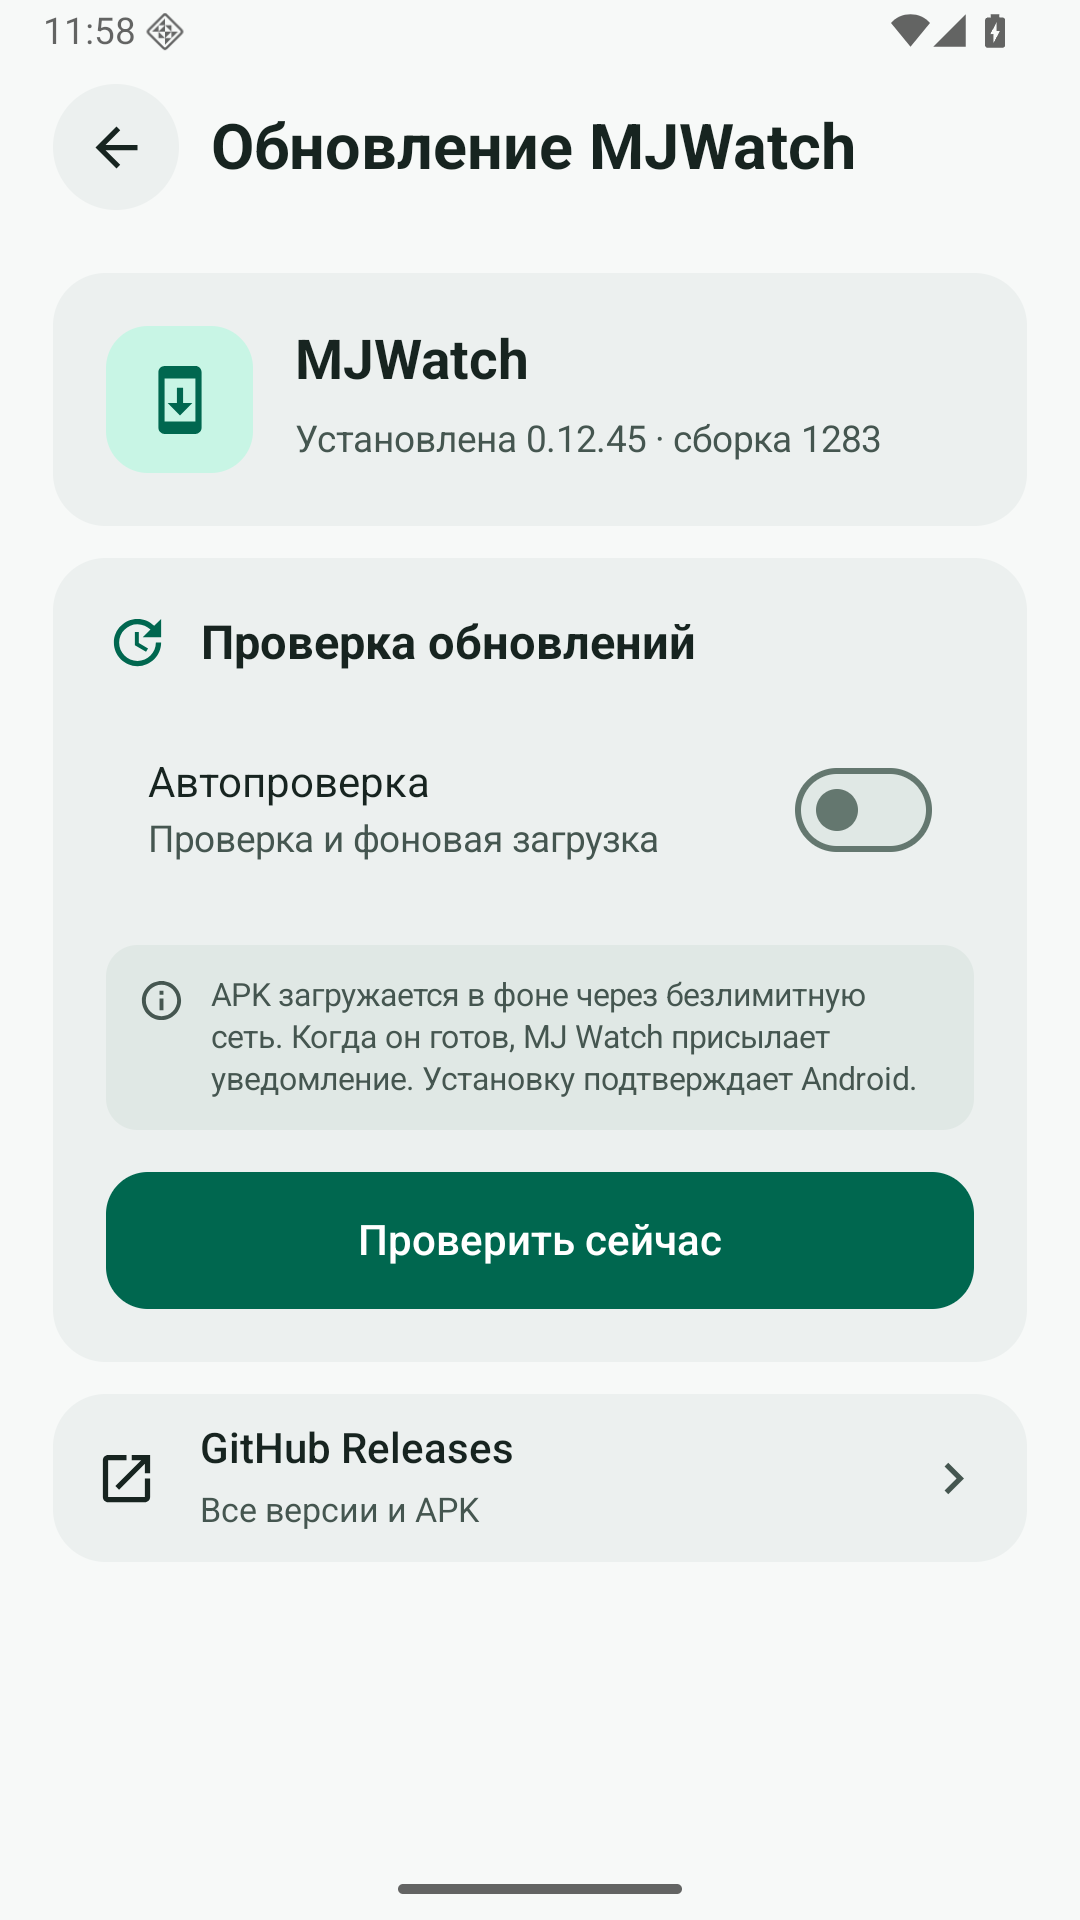 11:58
Обновление MJWatch
MJWatch
Установлена 0.12.45 · сборка 1283
Проверка обновлений
Автопроверка
Проверка и фоновая загрузка
APK загружается в фоне через безлимитную
сеть. Когда он готов, MJ Watch присылает
уведомление. Установку подтверждает Android.
Проверить сейчас
GitHub Releases
Все версии и APK